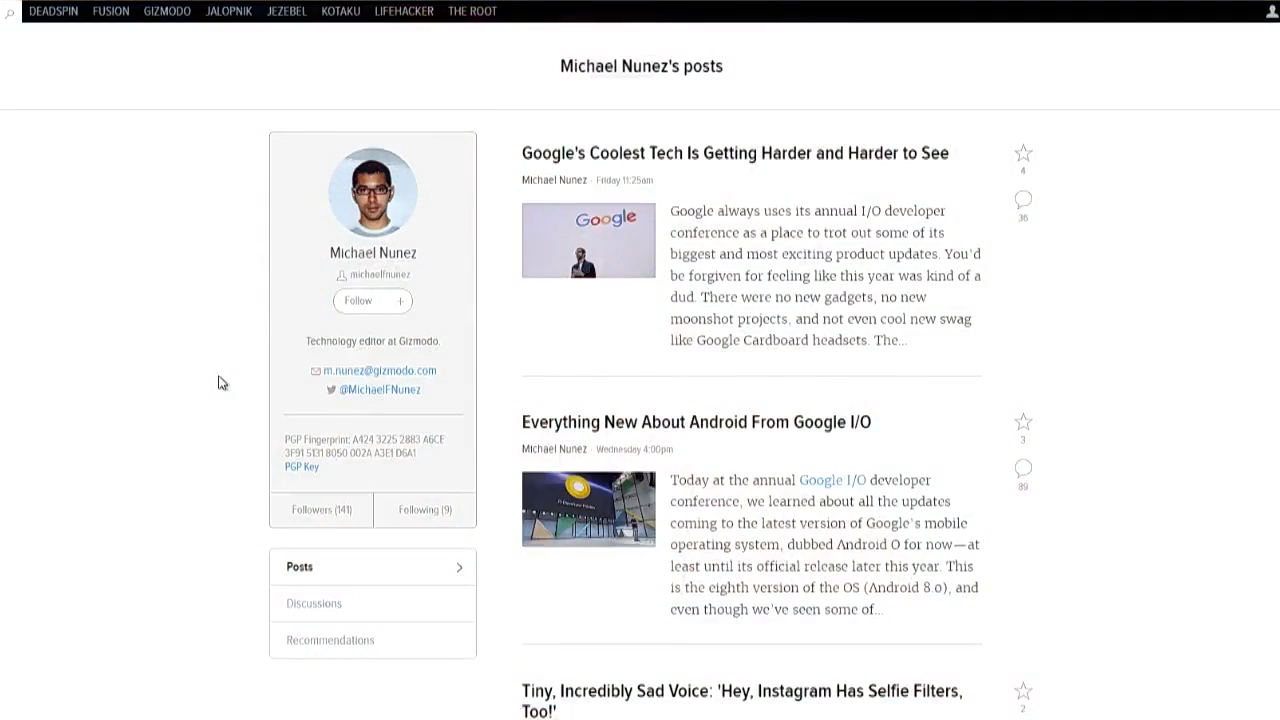 DEADSPIN FUSION GIZMODO JALOPNIK JEZEBEL KOTAKU LIFEHACKER THE ROOT
Michael Nunez's posts
Michael Nunez
michaelfnunez
Follow +
Technology editor at Gizmodo.
m.nunez@gizmodo.com
@MichaelFNunez
PGP Fingerprint: A424 3225 2883 A6CE
3F91 5131 8050 002A A3E1 D6A1
PGP Key
Followers (141) Following (9)
Posts
Discussions
Recommendations
Google's Coolest Tech Is Getting Harder and Harder to See
4
Michael Nunez · Friday 11:25am
36
Google
Google always uses its annual I/O developer
conference as a place to trot out some of its
biggest and most exciting product updates. You'd
be forgiven for feeling like this year was kind of a
dud. There were no new gadgets, no new
moonshot projects, and not even cool new swag
like Google Cardboard headsets. The...
Everything New About Android From Google I/O
3
Michael Nunez · Wednesday 4:00pm
89
Today at the annual Google I/O developer
conference, we learned about all the updates
coming to the latest version of Google's mobile
operating system, dubbed Android O for now—at
least until its official release later this year. This
is the eighth version of the OS (Android 8.0), and
even though we've seen some of...
Tiny, Incredibly Sad Voice: 'Hey, Instagram Has Selfie Filters,
Too!'
2